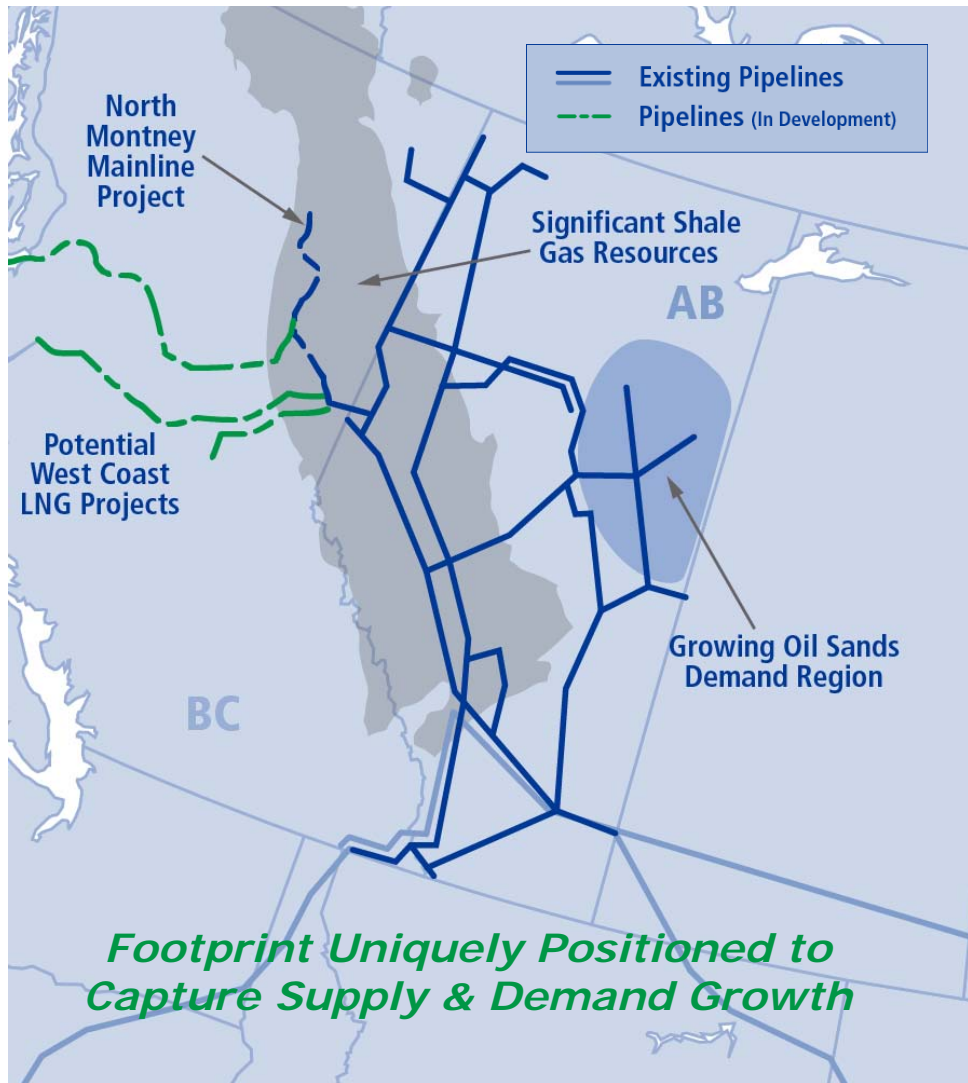 Existing Pipelines
Pipelines (In Development)
North
Montney
Mainline
Project
Significant Shale
Gas Resources
AB
Potential
West Coast
LNG Projects
Growing Oil Sands
Demand Region
BC
Footprint Uniquely Positioned to
Capture Supply & Demand Growth